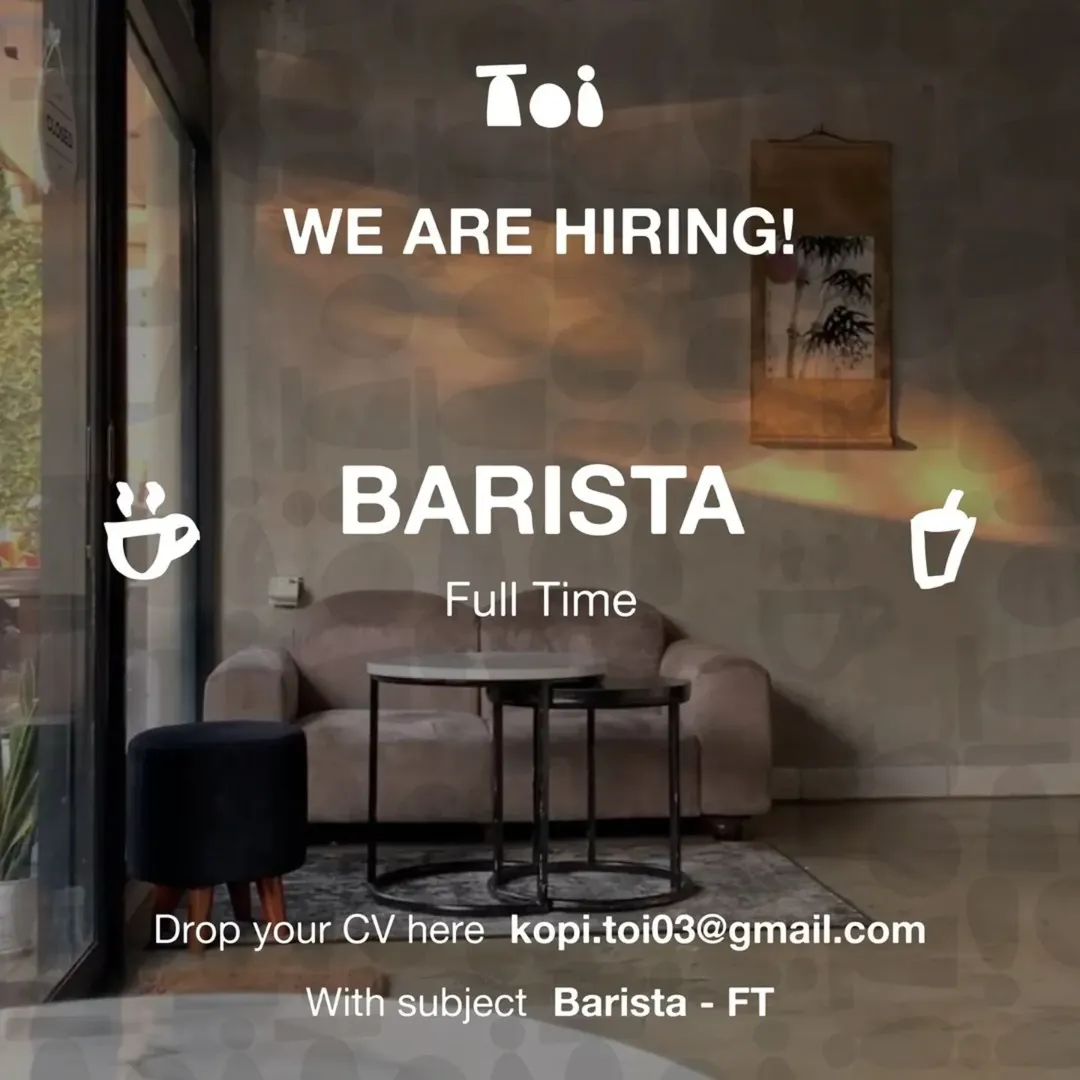 CLOSED
Toi
WE ARE HIRING!
BARISTA
Full Time
Drop your CV here kopi.toi03@gmail.com
With subject Barista - FT